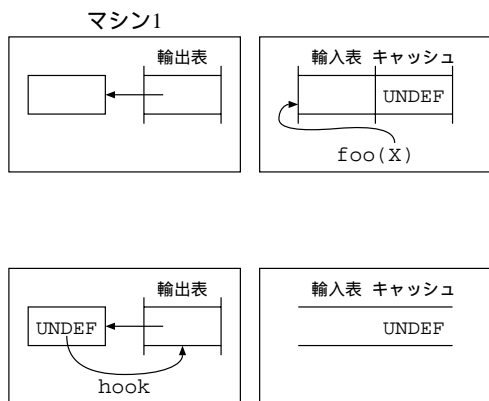 マシン1
輸出表
輸入表 キャッシュ
UNDEF
foo(X)
輸出表
輸入表 キャッシュ
UNDEF
UNDEF
hook